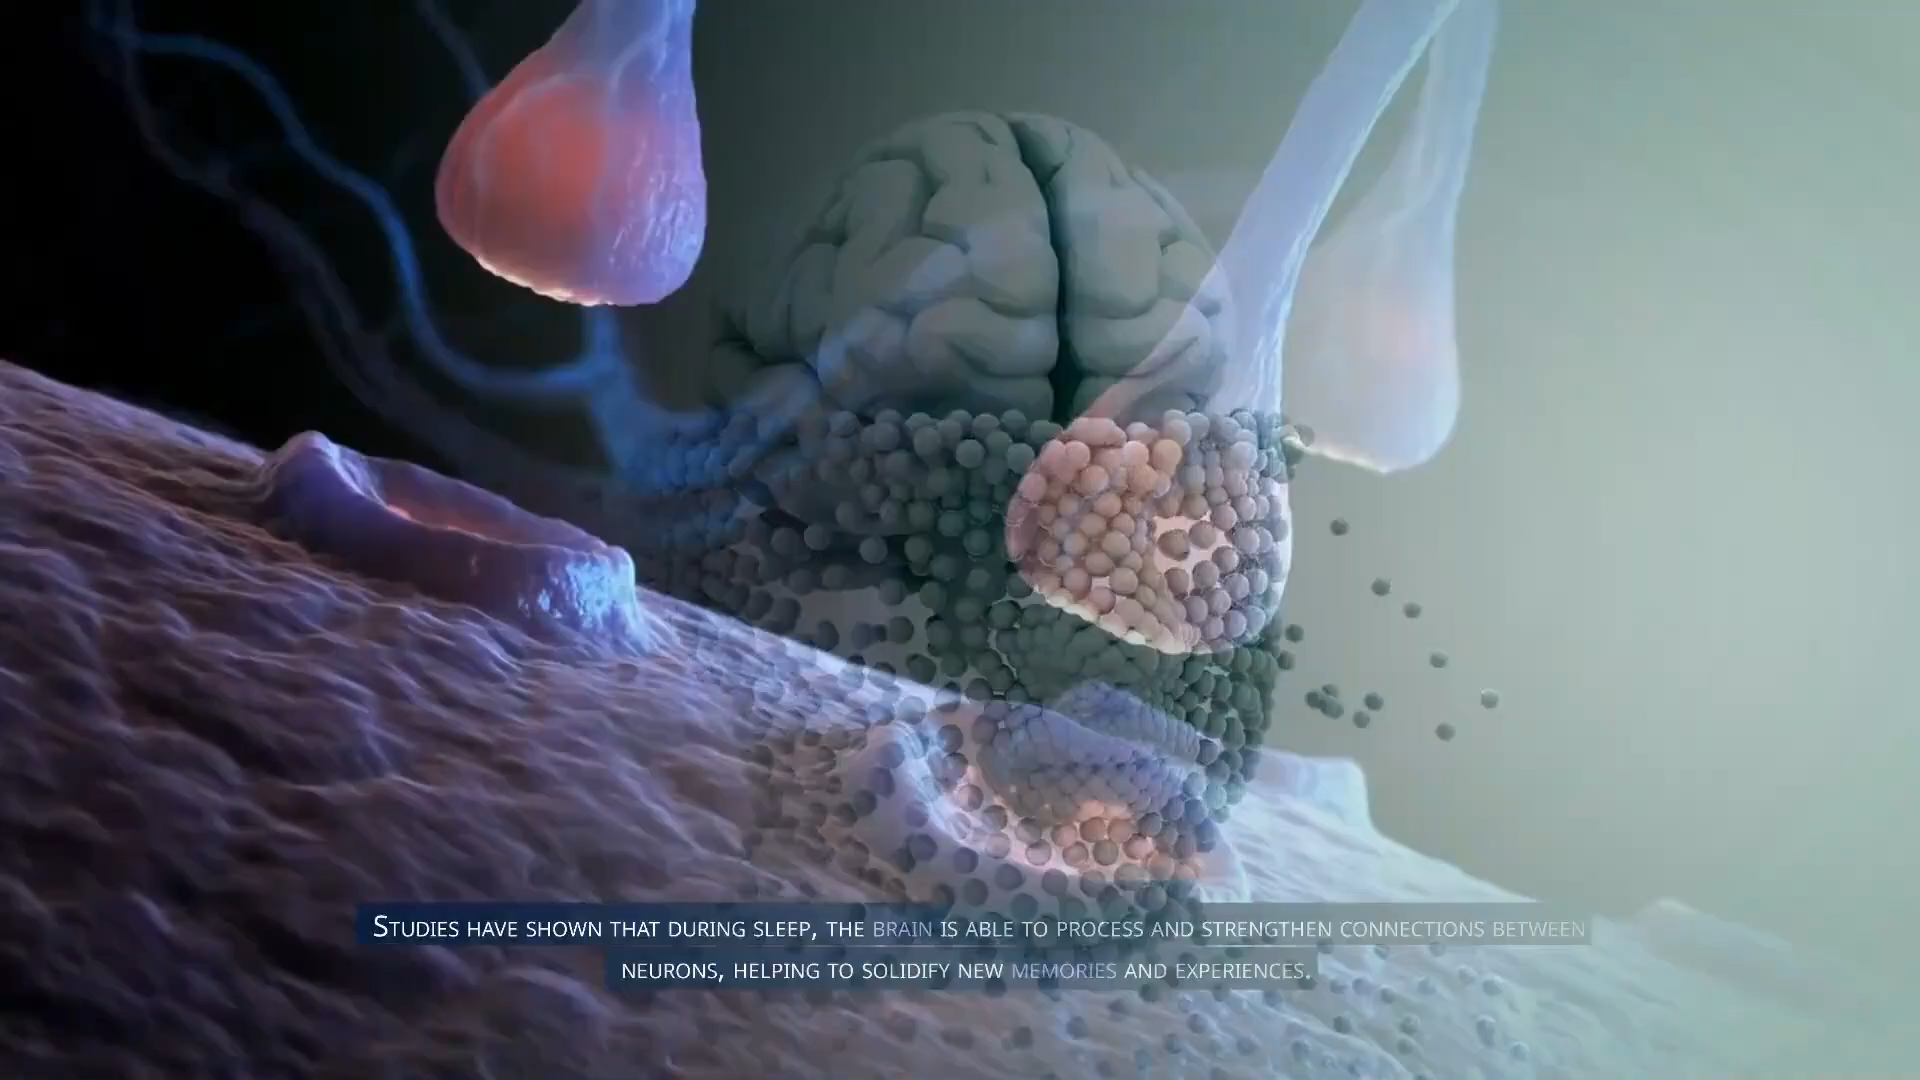 Studies have shown that during sleep, the brain is able to process and strengthen connections between
neurons, helping to solidify new memories and experiences.